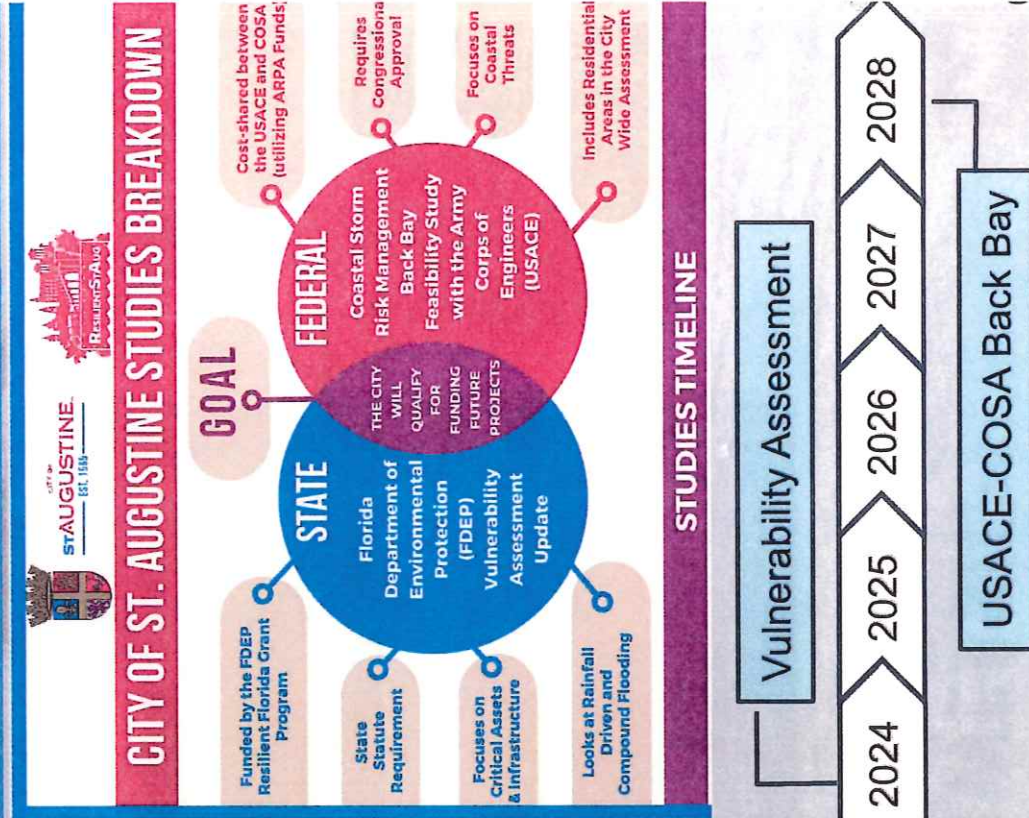 CITY OF
STAUGUSTINE
EST. 1565
RESILIENTSTAUG
CITY OF ST. AUGUSTINE STUDIES BREAKDOWN
GOAL
STATE
Florida
Department of
Environmental
Protection
(FDEP)
Vulnerability
Assessment
Update
THE CITY
WILL
QUALIFY
FOR
FUNDING
FUTURE
PROJECTS
FEDERAL
Coastal Storm
Risk Management
Back Bay
Feasibility Study
with the Army
Corps of
Engineers
(USACE)
Funded by the FDEP
Resilient Florida Grant
Program
State
Statute
Requirement
Focuses on
Critical Assets
& Infrastructure
Looks at Rainfall
Driven and
Compound Flooding
Cost-shared between
the USACE and COSA
(utilizing ARPA Funds)
Requires
Congressional
Approval
Focuses on
Coastal
Threats
Includes Residential
Areas in the City
Wide Assessment
STUDIES TIMELINE
Vulnerability Assessment
2024
2025
2026
2027
2028
USACE-COSA Back Bay